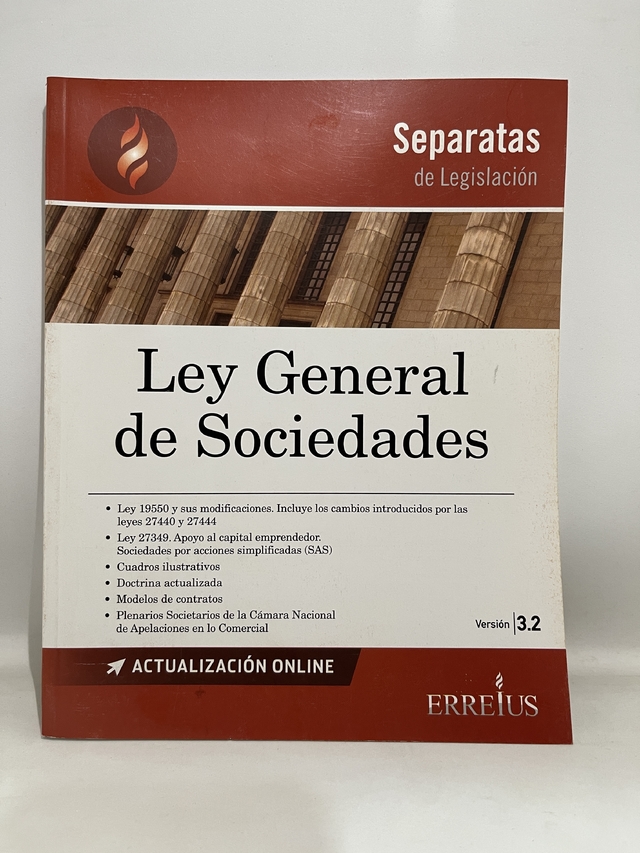 Separatas
de Legislación
Ley General
de Sociedades
• Ley 19550 y sus modificaciones. Incluye los cambios introducidos por las
leyes 27440 y 27444
• Ley 27349. Apoyo al capital emprendedor.
Sociedades por acciones simplificadas (SAS)
• Cuadros ilustrativos
• Doctrina actualizada
• Modelos de contratos
• Plenarios Societarios de la Cámara Nacional
de Apelaciones en lo Comercial
Versión | 3.2
ACTUALIZACIÓN ONLINE
ERREIUS